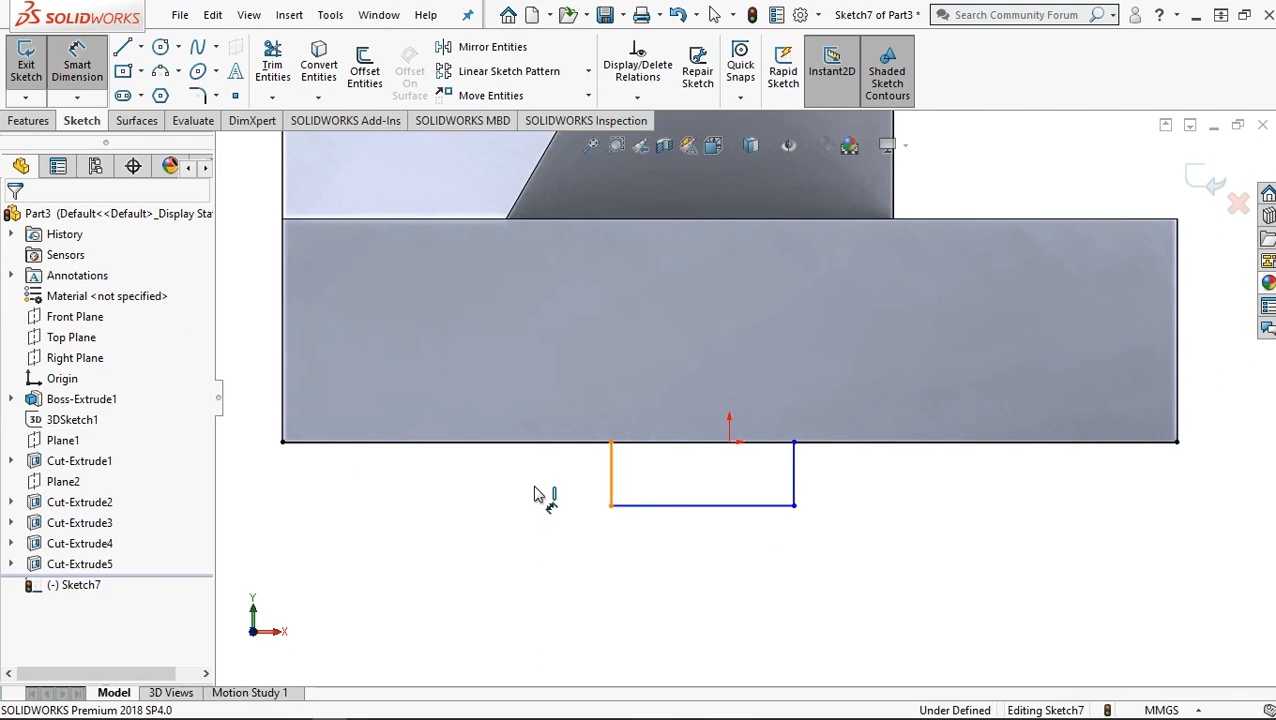 SOLIDWORKS File Edit View Insert Tools Window Help Sketch7 of Part3 * Search Community Forum ?
Exit Sketch
Smart Dimension
Trim Entities
Convert Entities
Offset Entities
Offset On Surface
Mirror Entities
Linear Sketch Pattern
Move Entities
Display/Delete Relations
Repair Sketch
Quick Snaps
Rapid Sketch
Instant2D
Shaded Sketch Contours
Features Sketch Surfaces Evaluate DimXpert SOLIDWORKS Add-Ins SOLIDWORKS MBD SOLIDWORKS Inspection
Part3 (Default<<Default>_Display Sta
History
Sensors
Annotations
Material <not specified>
Front Plane
Top Plane
Right Plane
Origin
Boss-Extrude1
3D 3DSketch1
Plane1
Cut-Extrude1
Plane2
Cut-Extrude2
Cut-Extrude3
Cut-Extrude4
Cut-Extrude5
(-) Sketch7
Y
X
Model 3D Views Motion Study 1
SOLIDWORKS Premium 2018 SP4.0 Under Defined Editing Sketch7 MMGS